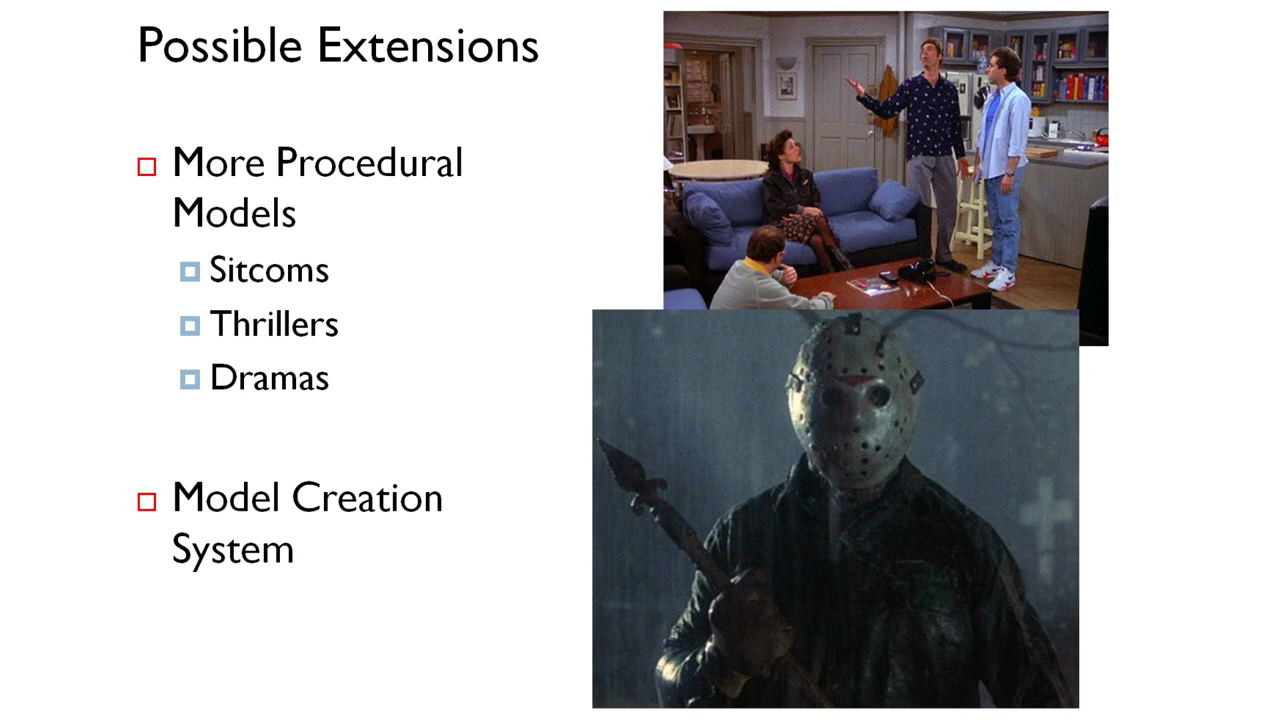 Possible Extensions
More Procedural
Models
Sitcoms
Thrillers
Dramas
Model Creation
System